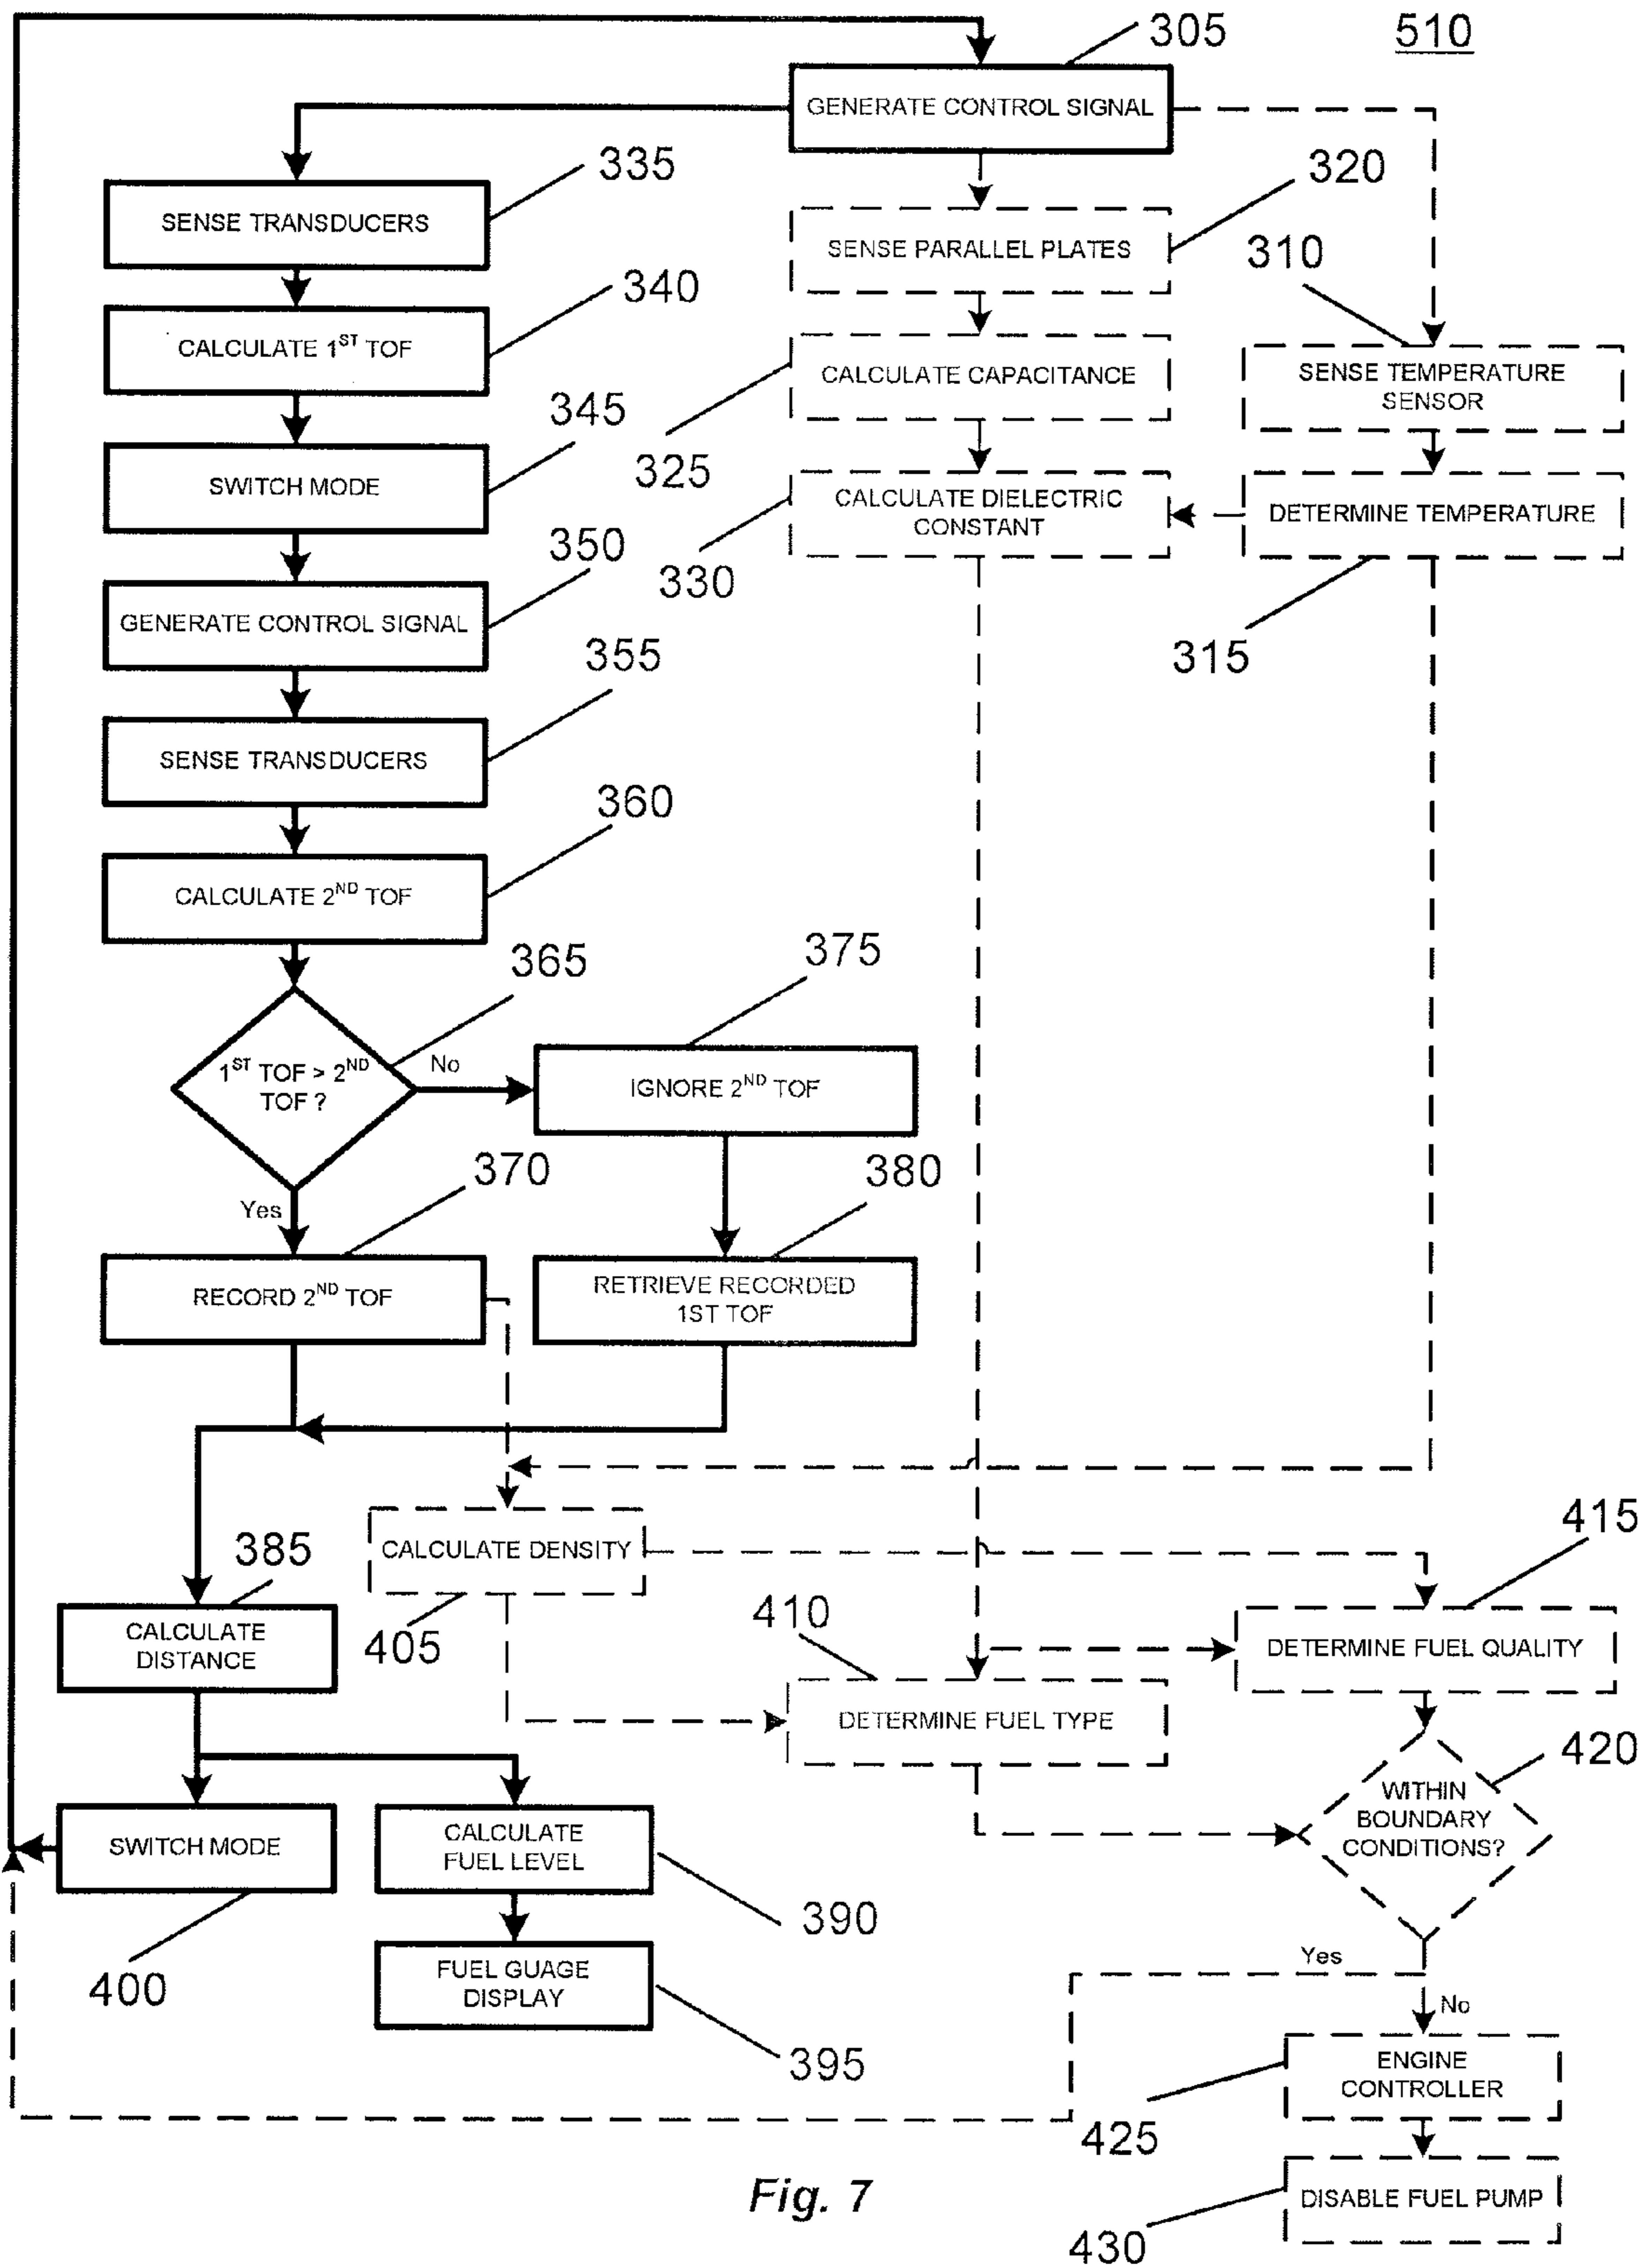 305
510
GENERATE CONTROL SIGNAL
335
320
SENSE TRANSDUCERS
SENSE PARALLEL PLATES
310
340
CALCULATE 1ST TOF
CALCULATE CAPACITANCE
SENSE TEMPERATURE
SENSOR
345
325
SWITCH MODE
CALCULATE DIELECTRIC
CONSTANT
DETERMINE TEMPERATURE
350
330
GENERATE CONTROL SIGNAL
315
355
SENSE TRANSDUCERS
360
CALCULATE 2ND TOF
365
375
1ST TOF > 2ND
TOF ?
No
IGNORE 2ND TOF
370
380
Yes
RECORD 2ND TOF
RETRIEVE RECORDED
1ST TOF
415
385
CALCULATE DENSITY
405
410
CALCULATE
DISTANCE
DETERMINE FUEL QUALITY
DETERMINE FUEL TYPE
420
WITHIN
BOUNDARY
CONDITIONS?
SWITCH MODE
CALCULATE
FUEL LEVEL
390
400
Yes
FUEL GUAGE
DISPLAY
No
395
ENGINE
CONTROLLER
425
Fig. 7
DISABLE FUEL PUMP
430